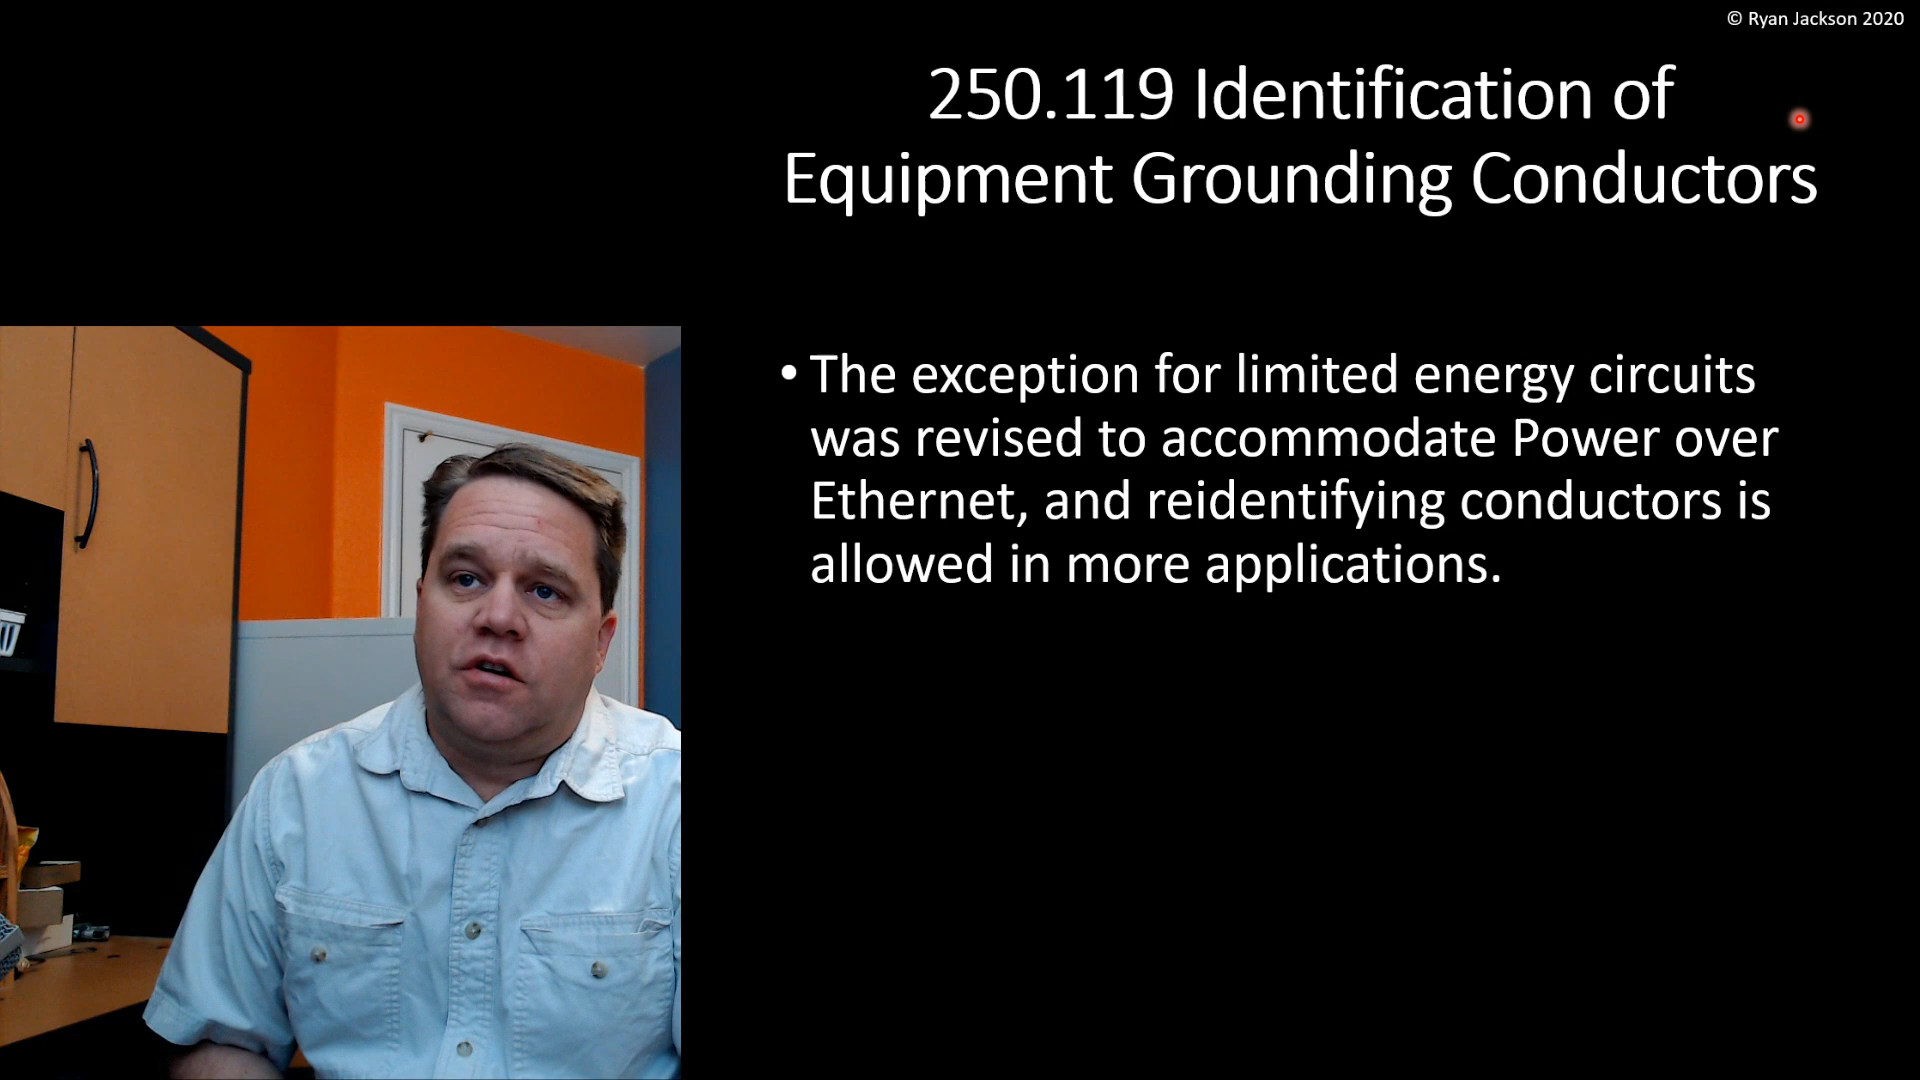 © Ryan Jackson 2020
250.119 Identification of
Equipment Grounding Conductors
• The exception for limited energy circuits
was revised to accommodate Power over
Ethernet, and reidentifying conductors is
allowed in more applications.